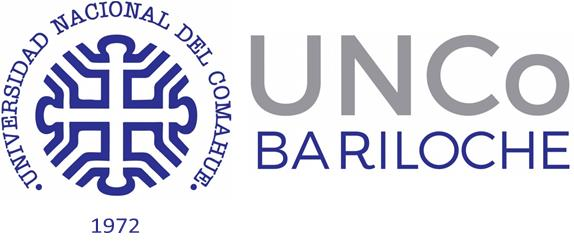 · UNIVERSIDAD NACIONAL DEL COMAHUE ·
1972
UNCo
BARILOCHE